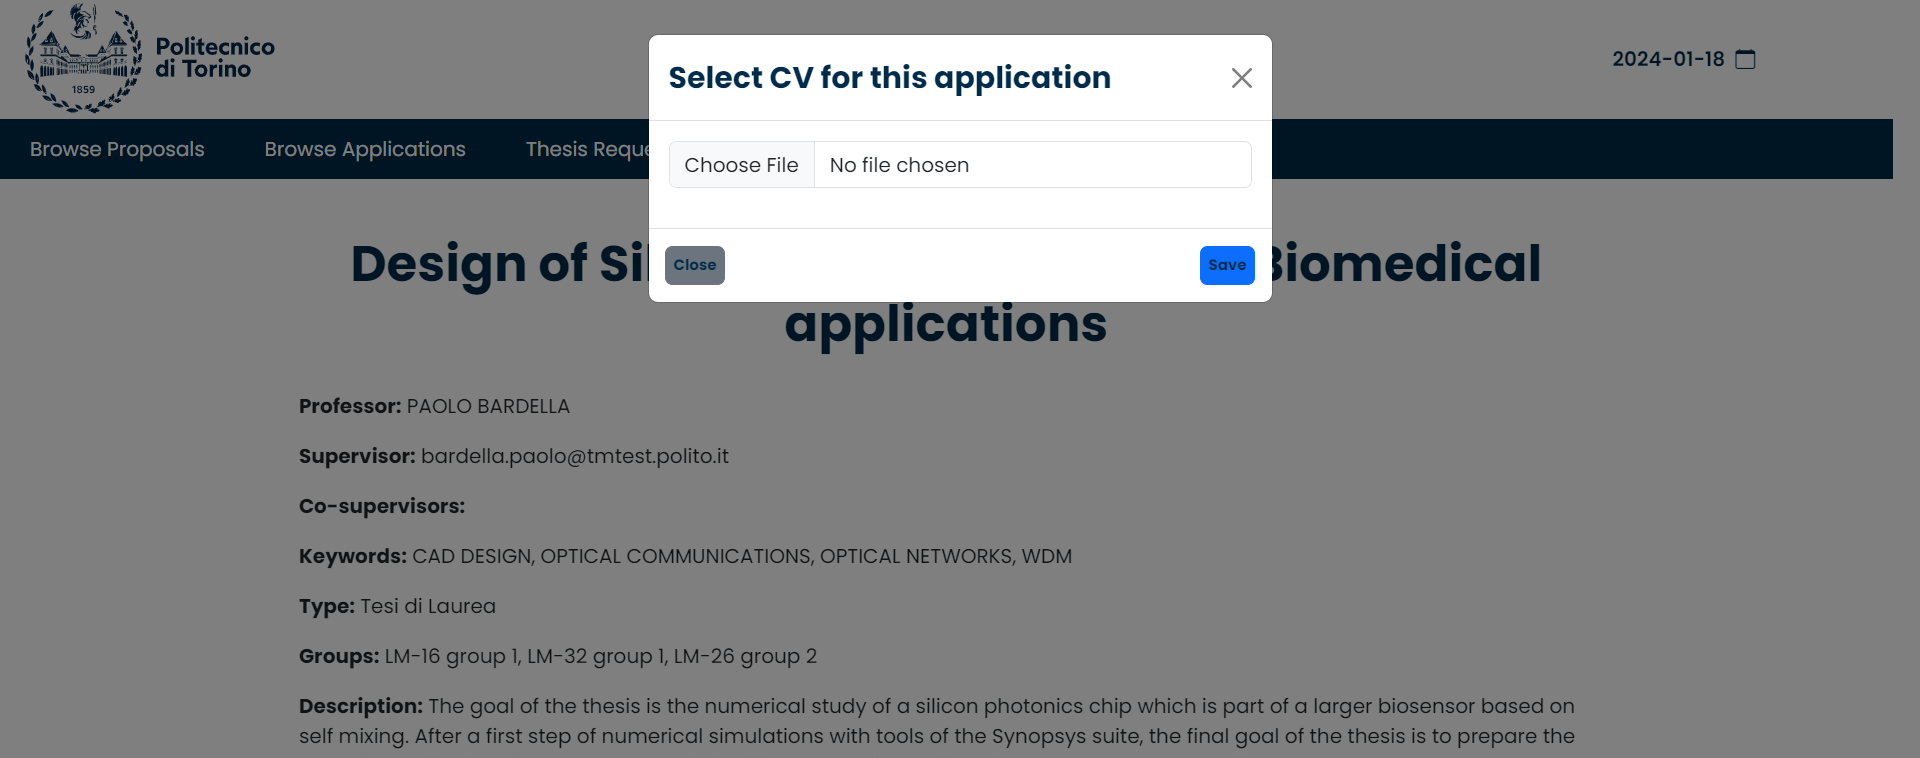 Politecnico
di Torino
1859
2024-01-18
Select CV for this application
Browse Proposals
Browse Applications
Thesis Reque
Choose File
No file chosen
Close
Save
Design of Si Biomedical
applications
Professor: PAOLO BARDELLA
Supervisor: bardella.paolo@tmtest.polito.it
Co-supervisors:
Keywords: CAD DESIGN, OPTICAL COMMUNICATIONS, OPTICAL NETWORKS, WDM
Type: Tesi di Laurea
Groups: LM-16 group 1, LM-32 group 1, LM-26 group 2
Description: The goal of the thesis is the numerical study of a silicon photonics chip which is part of a larger biosensor based on
self mixing. After a first step of numerical simulations with tools of the Synopsys suite, the final goal of the thesis is to prepare the